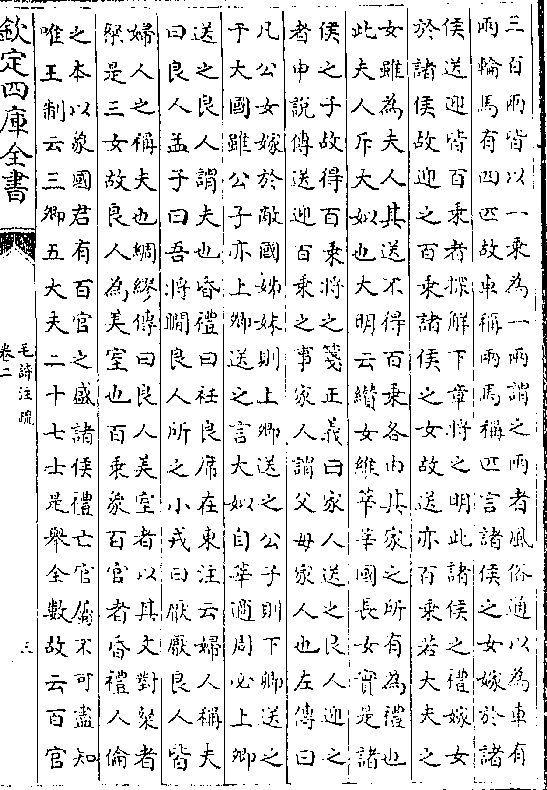 三百兩皆以一乘為一兩謂之兩者風俗通以為車有
兩輪馬有四匹故車稱兩馬稱匹言諸侯之女嫁於諸
侯送迎皆百乘者探解下章將之明此諸侯之禮嫁女
於諸侯故迎之百乘諸侯之女故送亦百乘若大夫之
女雖為夫人其送不得百乘各由其家之所有為禮也
此夫人斥大姒也大明云纘女維莘莘國長女實是諸
侯之子故得百乘將之箋正義曰家人送之良人迎之
者申說傳送迎百乘之事家人謂父母家人也左傳曰
凡公女嫁於敵國姊妹則上卿送之公子則下卿送之
于大國雖公子亦上卿送之言大姒自莘適周必上卿
送之良人謂夫也昏禮曰衽良席在東注云婦人稱夫
曰良人孟子曰吾將瞯良人所之小戎曰厭厭良人皆
婦人之稱夫也綢繆傳曰良人美室者以其文對粲者
粲是三女故良人為美室也百乘象百官者昏禮人倫
之本以象國君有百官之盛諸侯禮亡官屬不可盡知
唯王制云三卿五大夫二十七士是舉全數故云百官
欽定四庫全書
毛詩注疏
卷二
三